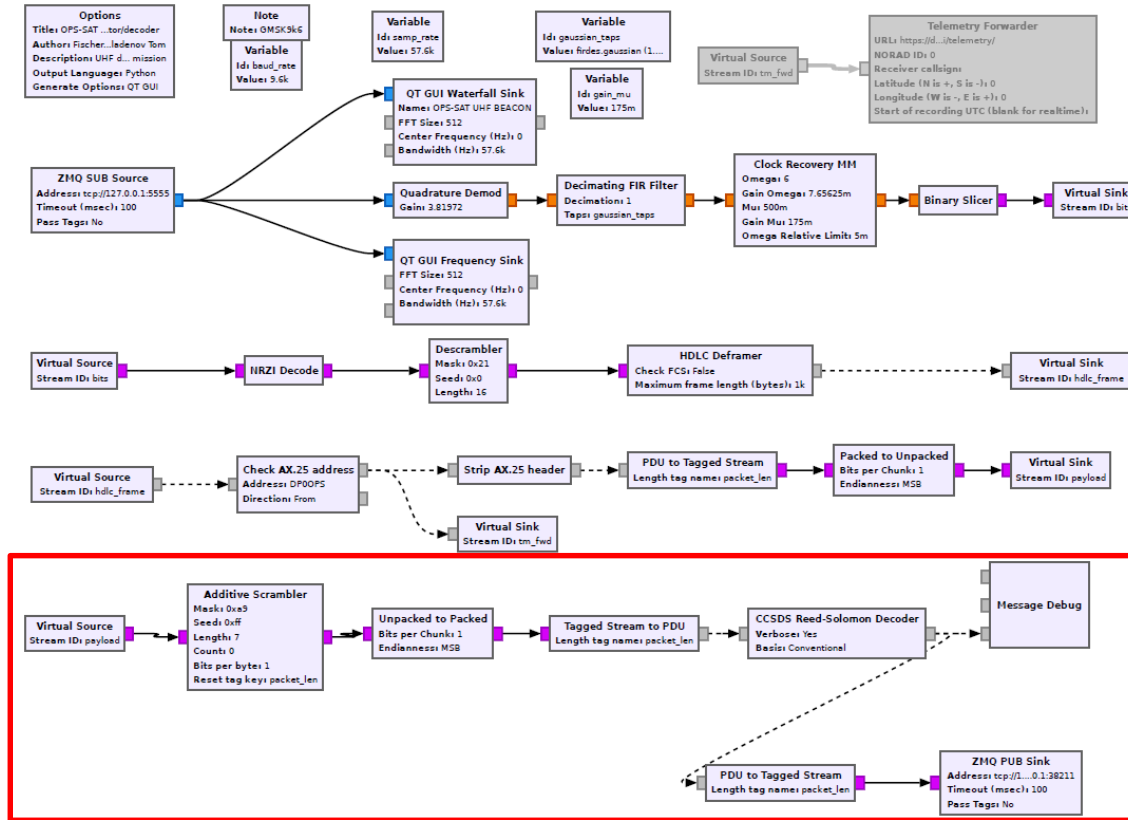 Options
Title: OPS-SAT ...tor/decoder
Author: Fischer...ladenov Tom
Description: UHF d... mission
Output Language: Python
Generate Options: QT GUI
Note
Note: GMSK9k6
Variable
Id: baud_rate
Value: 9.6k
Variable
Id: samp_rate
Value: 57.6k
Variable
Id: gaussian_taps
Value: firdes.gaussian (1....
Variable
Id: gain_mu
Value: 175m
Virtual Source
Stream ID: tm_fwd
Telemetry Forwarder
URL: https://d...i/telemetry/
NORAD ID: 0
Receiver callsign:
Latitude (N is +, S is -): 0
Longitude (W is -, E is +): 0
Start of recording UTC (blank for realtime):
QT GUI Waterfall Sink
Name: OPS-SAT UHF BEACON
FFT Size: 512
Center Frequency (Hz): 0
Bandwidth (Hz): 57.6k
ZMQ SUB Source
Address: tcp://127.0.0.1:5555
Timeout (msec): 100
Pass Tags: No
Quadrature Demod
Gain: 3.81972
Decimating FIR Filter
Decimation: 1
Taps: gaussian_taps
Clock Recovery MM
Omega: 6
Gain Omega: 7.65625m
Mu: 500m
Gain Mu: 175m
Omega Relative Limit: 5m
Binary Slicer
Virtual Sink
Stream ID: bit
QT GUI Frequency Sink
FFT Size: 512
Center Frequency (Hz): 0
Bandwidth (Hz): 57.6k
Virtual Source
Stream ID: bits
NRZI Decode
Descrambler
Mask: 0x21
Seed: 0x0
Length: 16
HDLC Deframer
Check FCS: False
Maximum frame length (bytes): 1k
Virtual Sink
Stream ID: hdlc_frame
Virtual Source
Stream ID: hdlc_frame
Check AX.25 address
Address: DP0OPS
Direction: From
Strip AX.25 header
PDU to Tagged Stream
Length tag name: packet_len
Packed to Unpacked
Bits per Chunk: 1
Endianness: MSB
Virtual Sink
Stream ID: payload
Virtual Sink
Stream ID: tm_fwd
Virtual Source
Stream ID: payload
Additive Scrambler
Mask: 0xa9
Seed: 0xff
Length: 7
Count: 0
Bits per byte: 1
Reset tag key: packet_len
Unpacked to Packed
Bits per Chunk: 1
Endianness: MSB
Tagged Stream to PDU
Length tag name: packet_len
CCSDS Reed-Solomon Decoder
Verbose: Yes
Basis: Conventional
Message Debug
PDU to Tagged Stream
Length tag name: packet_len
ZMQ PUB Sink
Address: tcp://1....0.1:38211
Timeout (msec): 100
Pass Tags: No